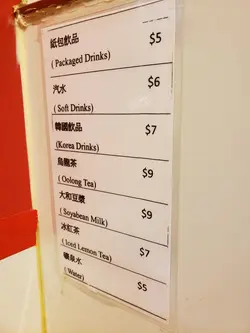 紙包飲品 $5
( Packaged Drinks)
汽水 $6
( Soft Drinks)
韓國飲品 $7
(Korea Drinks)
烏龍茶 $9
( Oolong Tea)
大和豆漿 $9
( Soyabean Milk)
冰紅茶 $7
( Iced Lemon Tea)
礦泉水 $5
(Water)